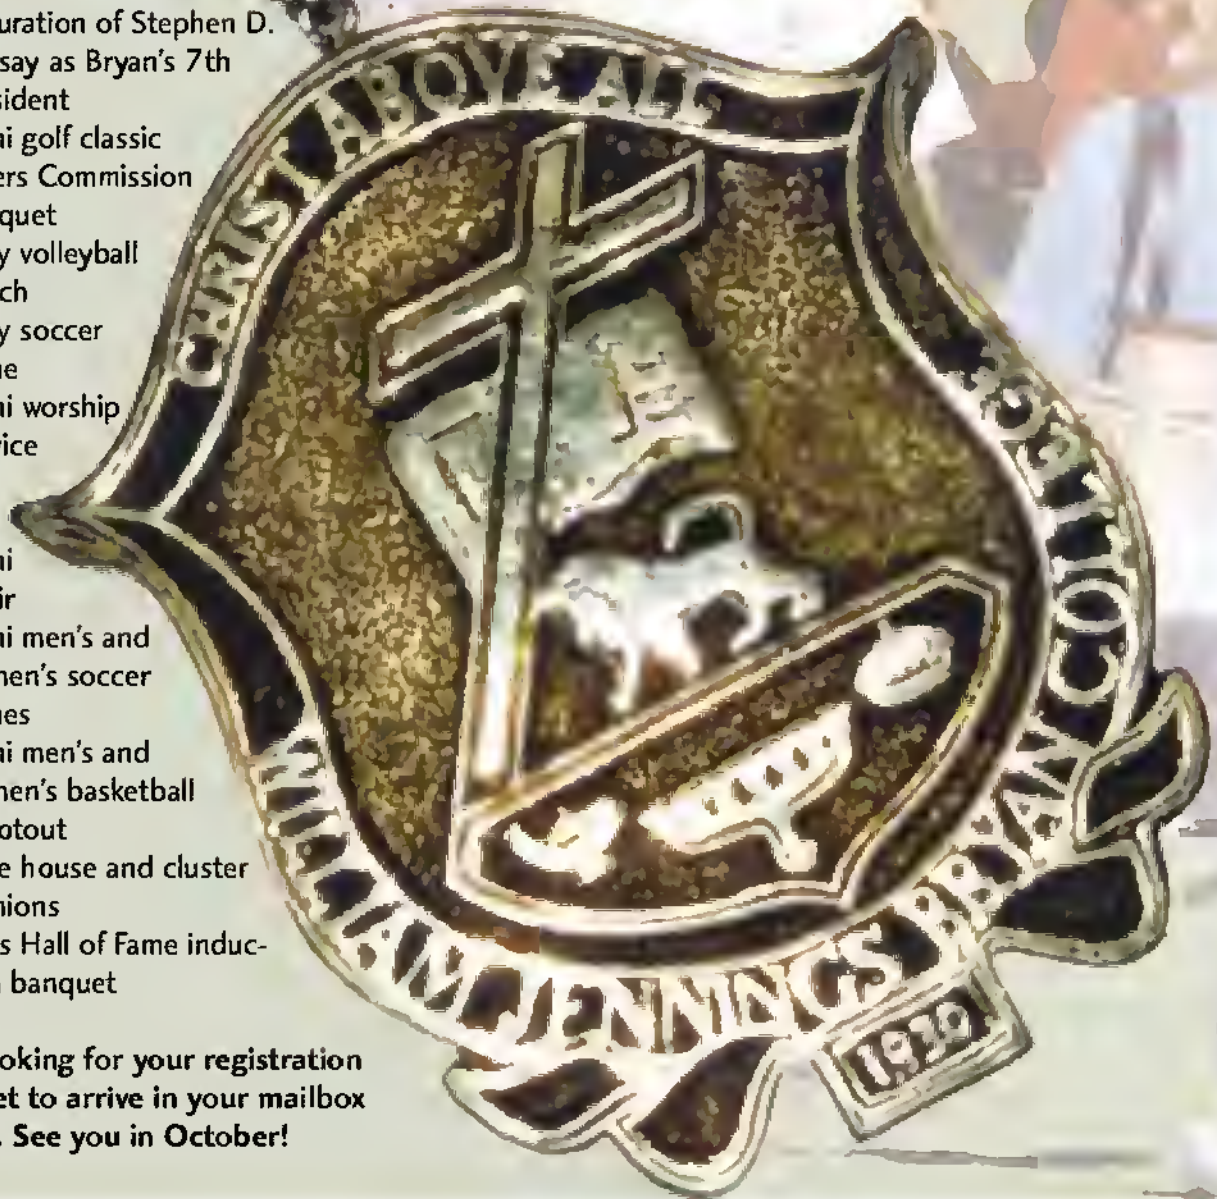 uration of Stephen D.
say as Bryan's 7th
sident
ni golf classic
ers Commission
quet
y volleyball
ch
y soccer
ne
ni worship
vice
ni
ir
ni men's and
men's soccer
nes
ni men's and
men's basketball
otout
e house and cluster
nions
s Hall of Fame induc-
n banquet
oking for your registration
et to arrive in your mailbox
. See you in October!
CHRIST ABOVE ALL
WILLIAM JENNINGS BRYAN COLLEGE
1930